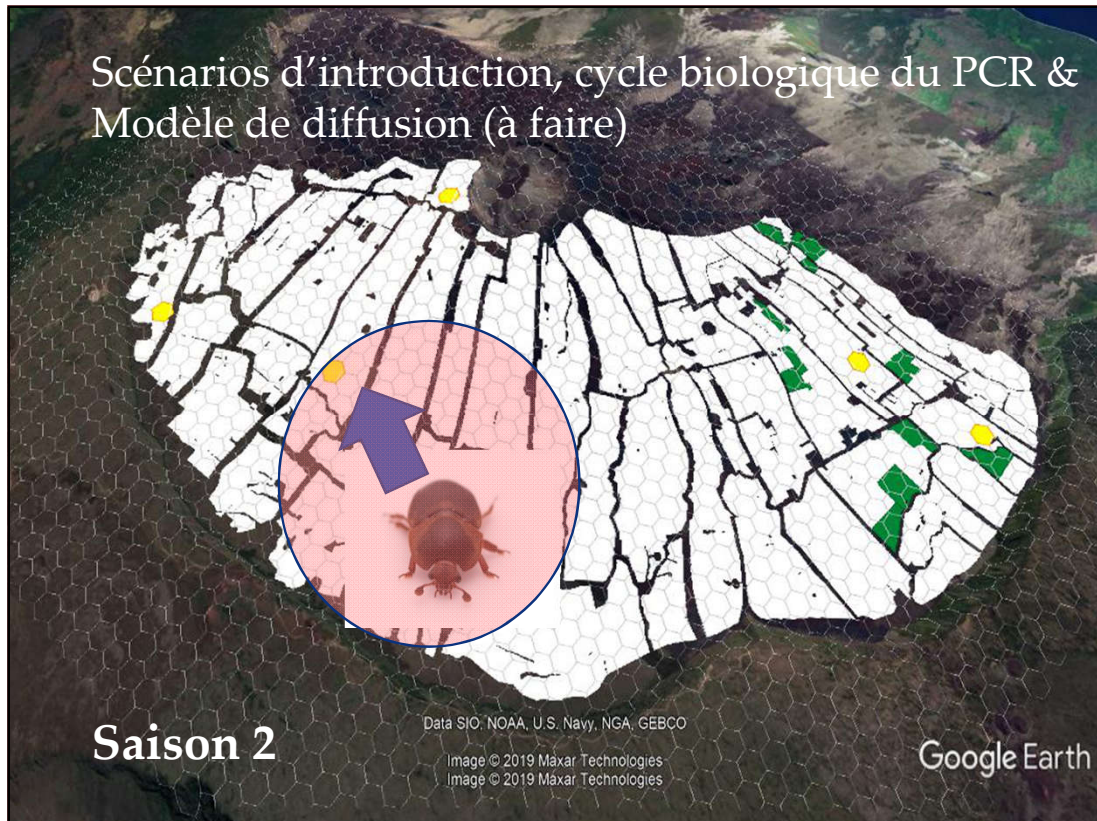 Scénarios d’introduction, cycle biologique du PCR &
Modèle de diffusion (à faire)
Saison 2
Data SIO, NOAA, U.S. Navy, NGA, GEBCO
Image © 2019 Maxar Technologies
Image © 2019 Maxar Technologies
Google Earth